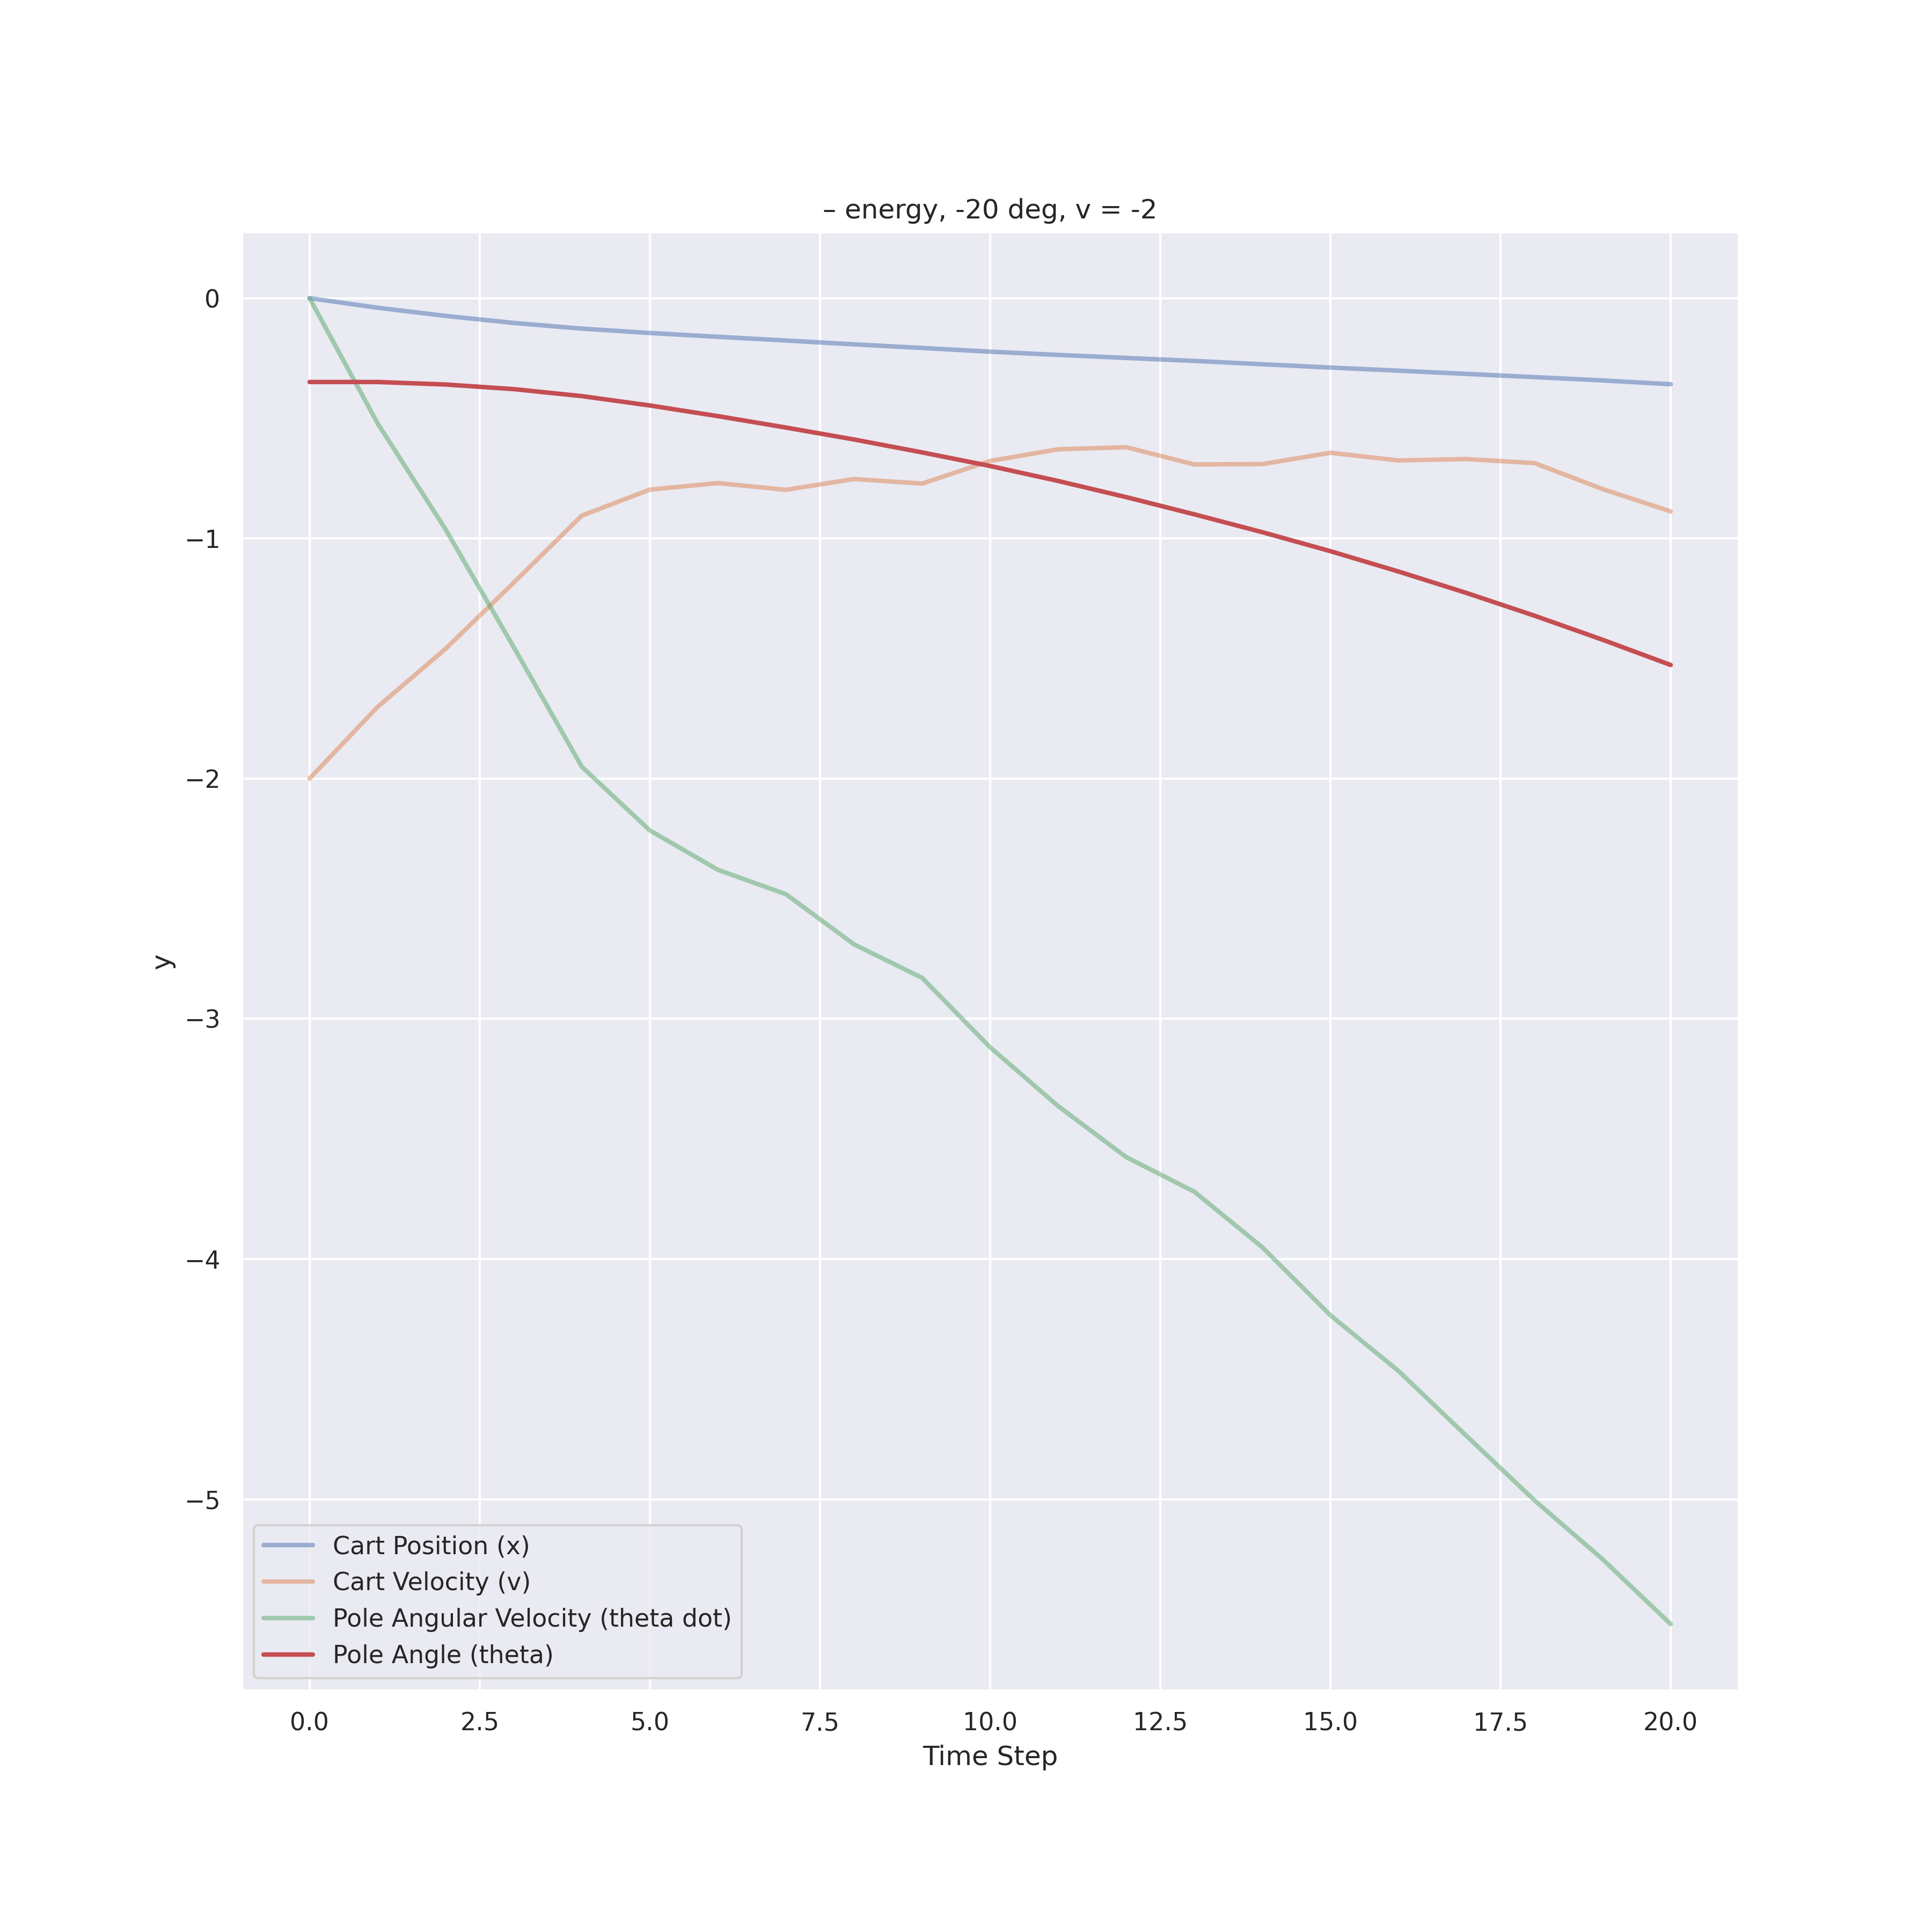 – energy, -20 deg, v = -2
0
−1
−2
−3
−4
−5
y
Cart Position (x)
Cart Velocity (v)
Pole Angular Velocity (theta dot)
Pole Angle (theta)
0.0 2.5 5.0 7.5 10.0 12.5 15.0 17.5 20.0
Time Step